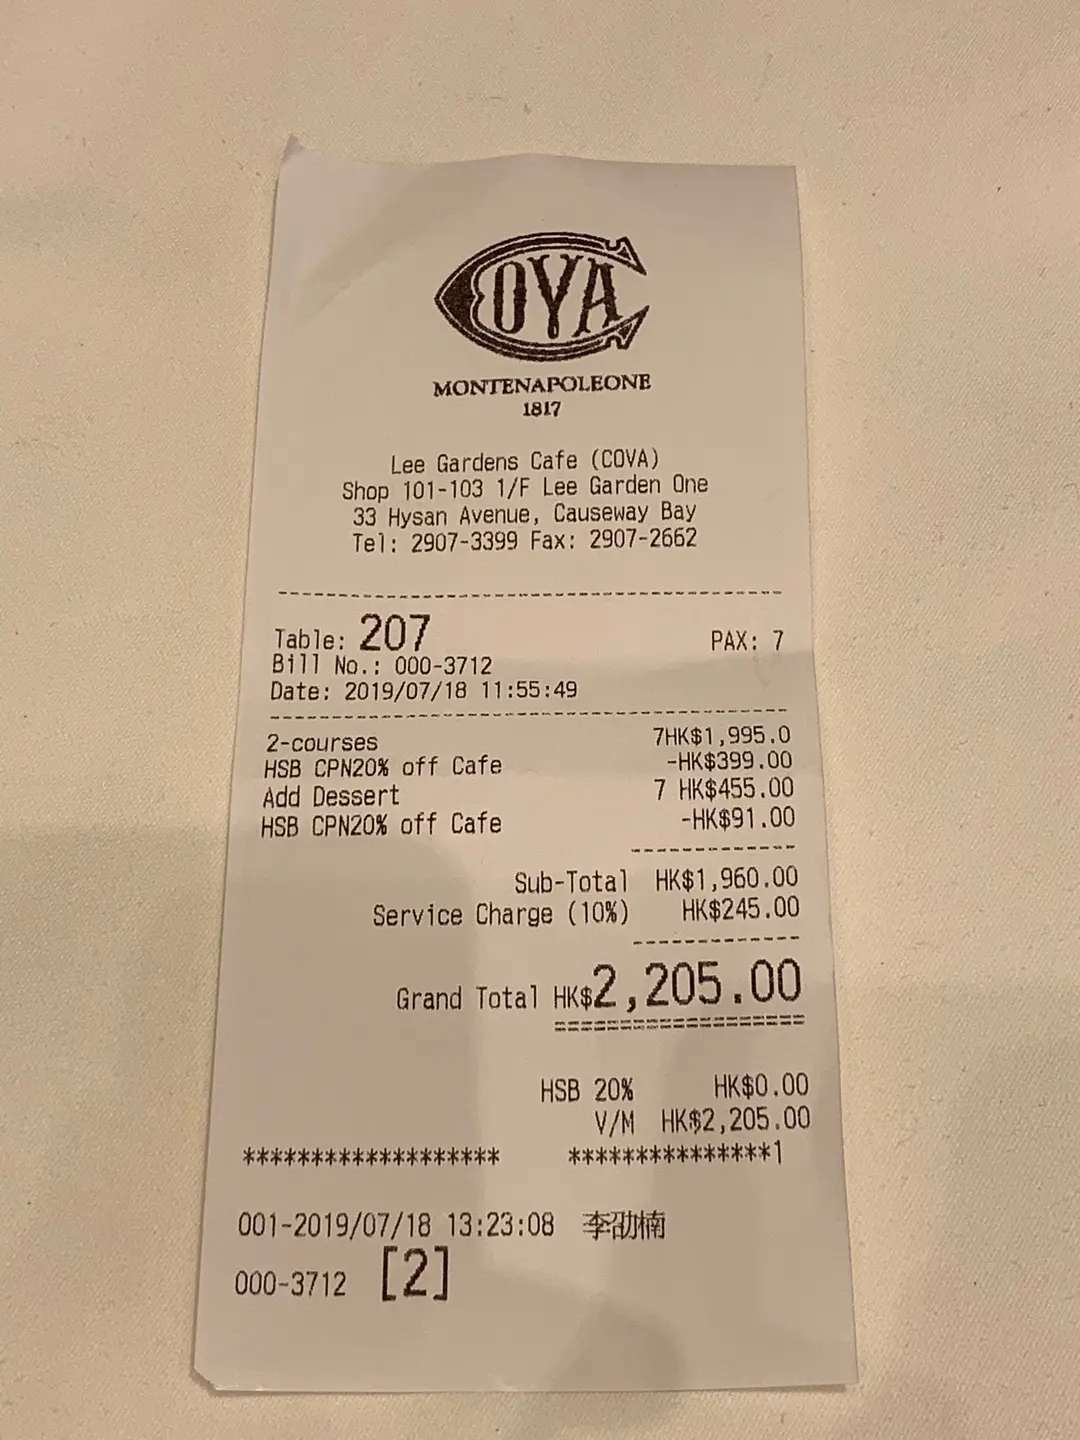 COVA
MONTENAPOLEONE
1817
Lee Gardens Cafe (COVA)
Shop 101-103 1/F Lee Garden One
33 Hysan Avenue, Causeway Bay
Tel: 2907-3399 Fax: 2907-2662
Table: 207 PAX: 7
Bill No.: 000-3712
Date: 2019/07/18 11:55:49
2-courses 7HK$1,995.0
HSB CPN20% off Cafe -HK$399.00
Add Dessert 7 HK$455.00
HSB CPN20% off Cafe -HK$91.00
Sub-Total HK$1,960.00
Service Charge (10%) HK$245.00
Grand Total HK$2,205.00
HSB 20% HK$0.00
V/M HK$2,205.00
******************* ***************1
001-2019/07/18 13:23:08 李劭楠
000-3712 [2]